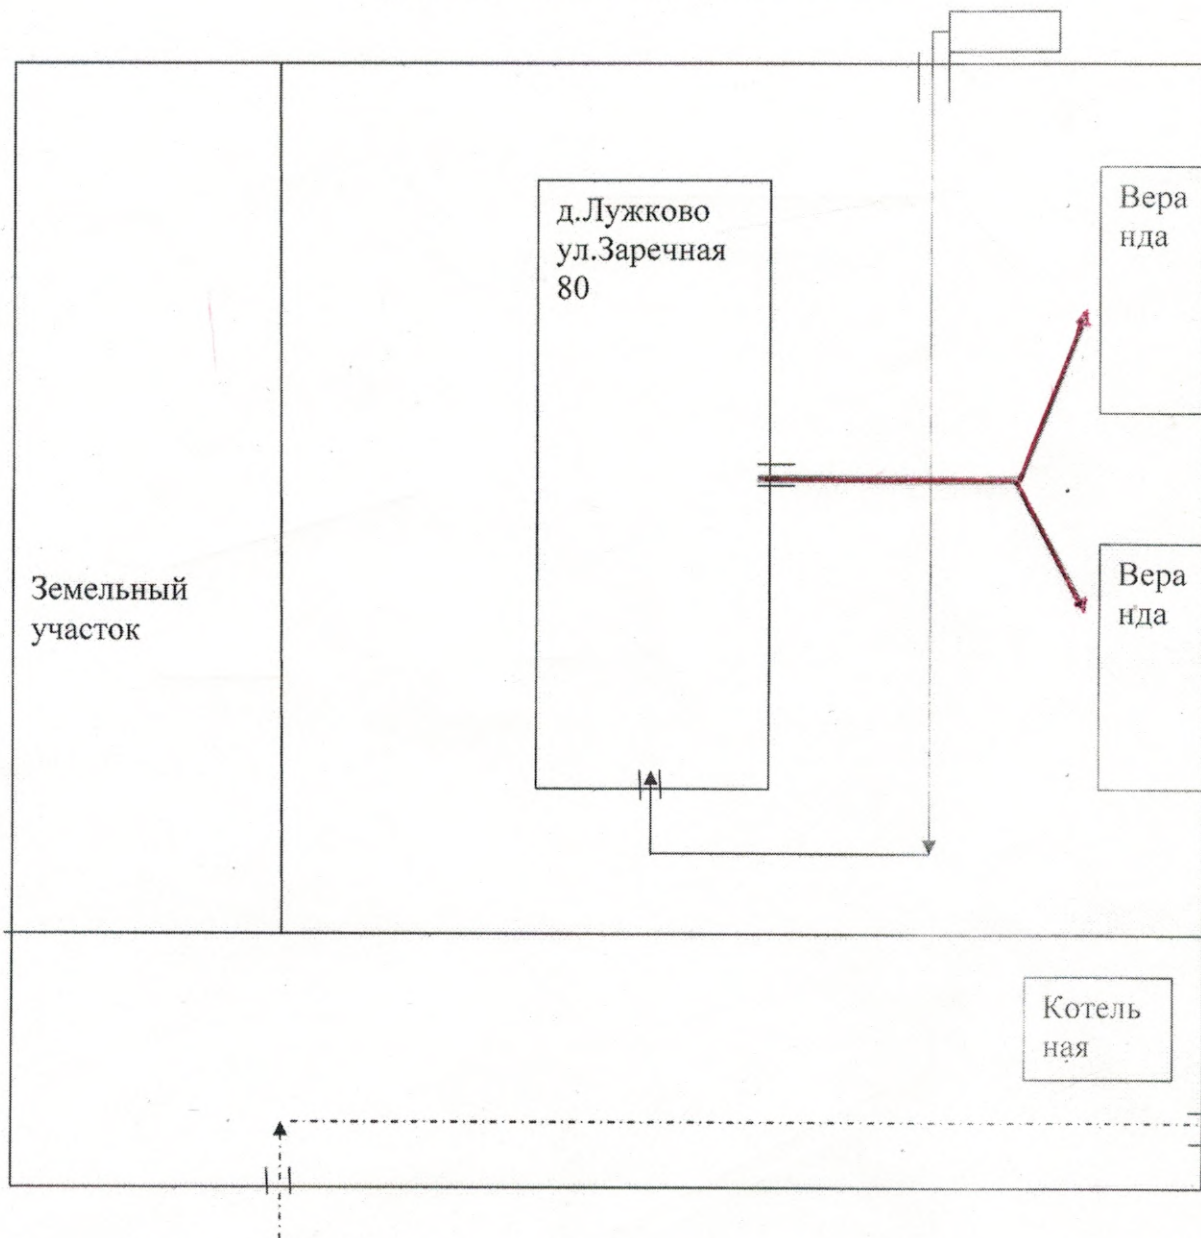 д.Лужково
ул.Заречная
80
Вера
нда
Земельный
участок
Вера
нда
Котель
ная